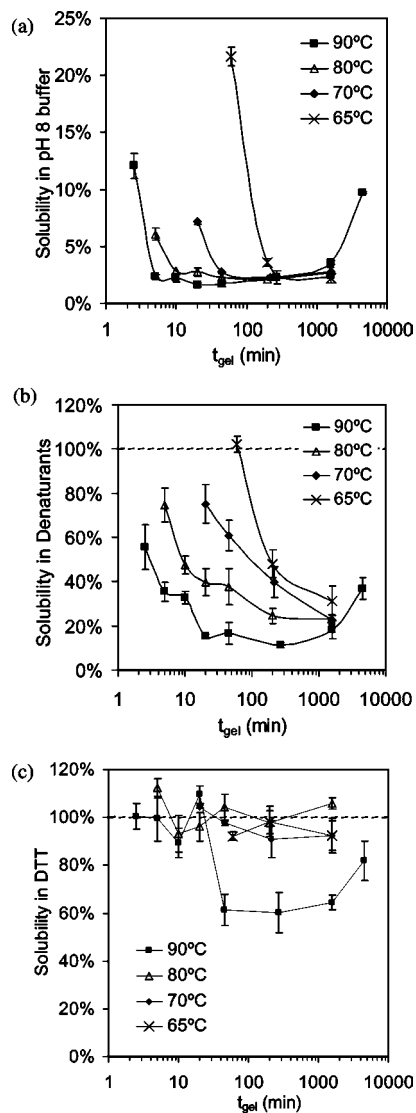 (a)
25%
20%
15%
10%
5%
0%
Solubility in pH 8 buffer
90ºC
80ºC
70ºC
65ºC
1 10 100 1000 10000
tgel (min)
(b)
120%
100%
80%
60%
40%
20%
0%
Solubility in Denaturants
90ºC
80ºC
70ºC
65ºC
1 10 100 1000 10000
tgel (min)
(c)
120%
100%
80%
60%
40%
20%
0%
Solubility in DTT
90ºC
80ºC
70ºC
65ºC
1 10 100 1000 10000
tgel (min)